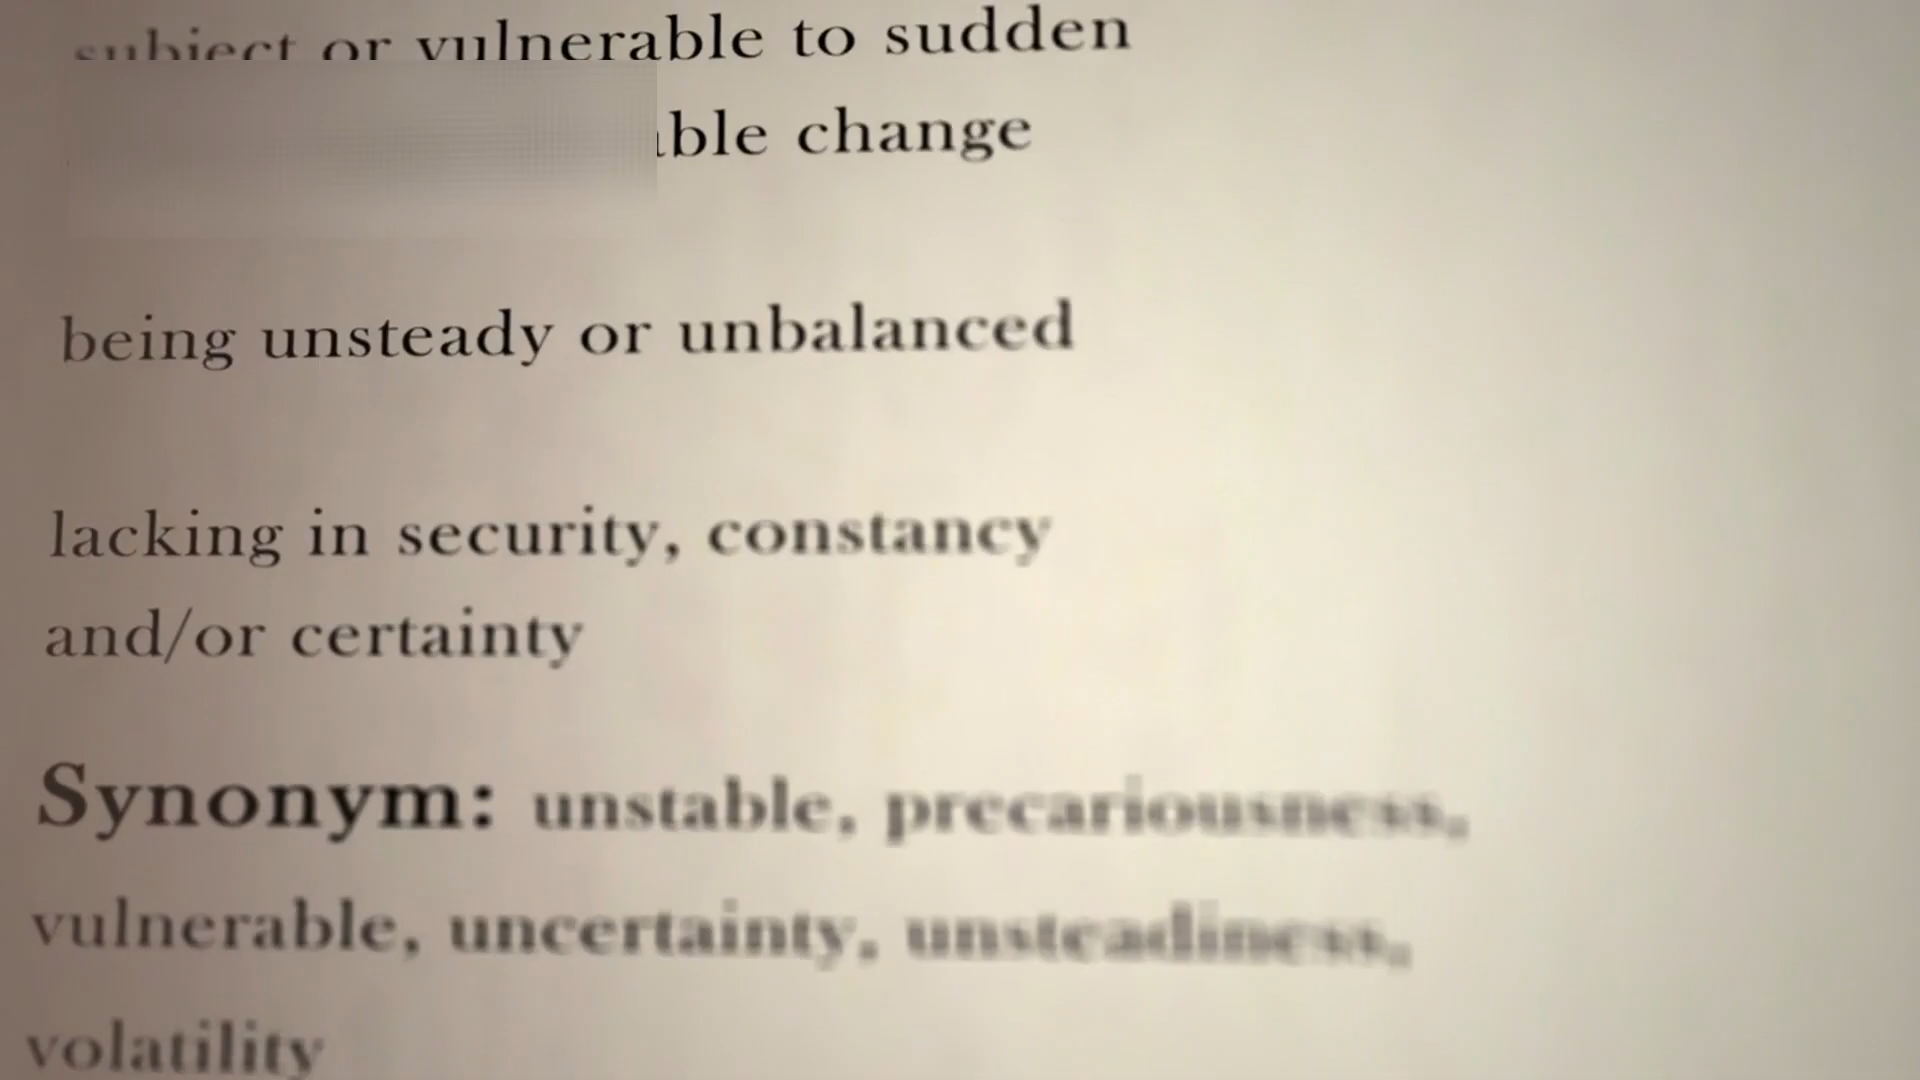 subject or vulnerable to sudden
change
being unsteady or unbalanced
lacking in security, constancy
and/or certainty
Synonym: unstable, precariousness,
vulnerable, uncertainty, unsteadiness,
volatility